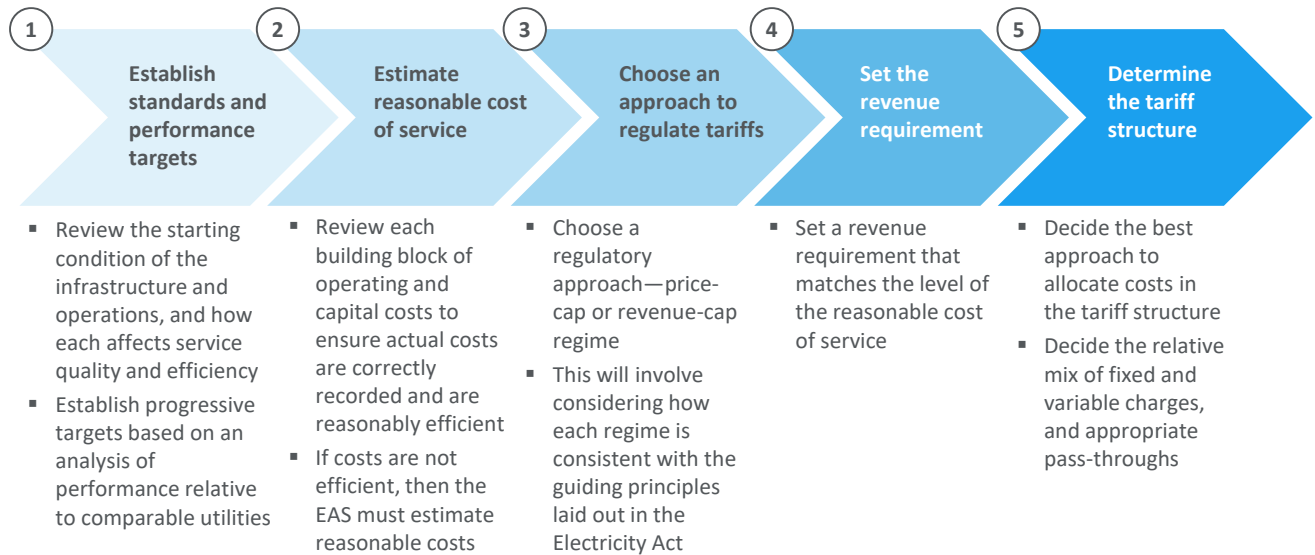 1
Establish
standards and
performance
targets
2
Estimate
reasonable cost
of service
3
Choose an
approach to
regulate tariffs
4
Set the
revenue
requirement
5
Determine
the tariff
structure
▪ Review the starting
condition of the
infrastructure and
operations, and how
each affects service
quality and efficiency
▪ Establish progressive
targets based on an
analysis of
performance relative
to comparable utilities
▪ Review each
building block of
operating and
capital costs to
ensure actual costs
are correctly
recorded and are
reasonably efficient
▪ If costs are not
efficient, then the
EAS must estimate
reasonable costs
▪ Choose a
regulatory
approach—price-
cap or revenue-cap
regime
▪ This will involve
considering how
each regime is
consistent with the
guiding principles
laid out in the
Electricity Act
▪ Set a revenue
requirement that
matches the level of
the reasonable cost
of service
▪ Decide the best
approach to
allocate costs in
the tariff structure
▪ Decide the relative
mix of fixed and
variable charges,
and appropriate
pass-throughs